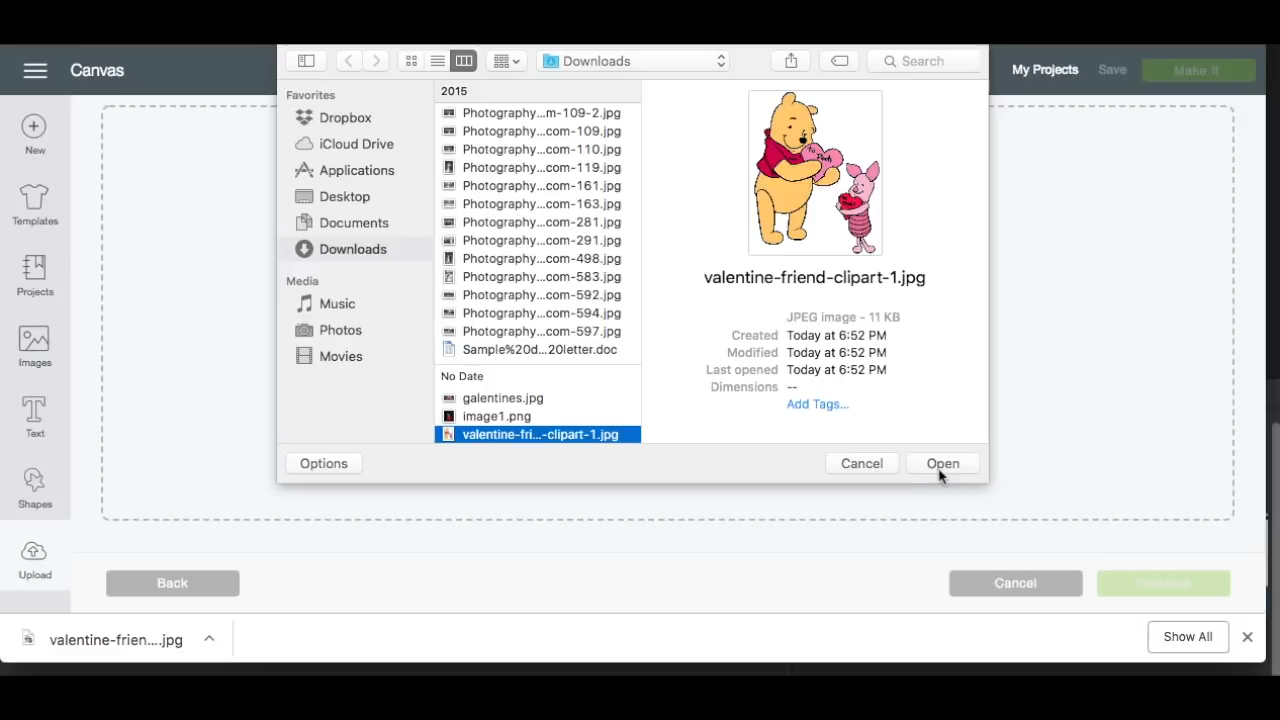 Canvas
My Projects
Save
Make It
New
Templates
Projects
Images
Text
Shapes
Upload
Favorites
Dropbox
iCloud Drive
Applications
Desktop
Documents
Downloads
Media
Music
Photos
Movies
Downloads
Search
2015
Photography...m-109-2.jpg
Photography...com-109.jpg
Photography...com-110.jpg
Photography...com-119.jpg
Photography...com-161.jpg
Photography...com-163.jpg
Photography...com-281.jpg
Photography...com-291.jpg
Photography...com-498.jpg
Photography...com-583.jpg
Photography...com-592.jpg
Photography...com-594.jpg
Photography...com-597.jpg
Sample%20d...20letter.doc
No Date
galentines.jpg
image1.png
valentine-fri...-clipart-1.jpg
To Pooh
valentine-friend-clipart-1.jpg
JPEG image - 11 KB
Created Today at 6:52 PM
Modified Today at 6:52 PM
Last opened Today at 6:52 PM
Dimensions --
Add Tags...
Options
Cancel
Open
Back
Cancel
Continue
valentine-frien....jpg
Show All